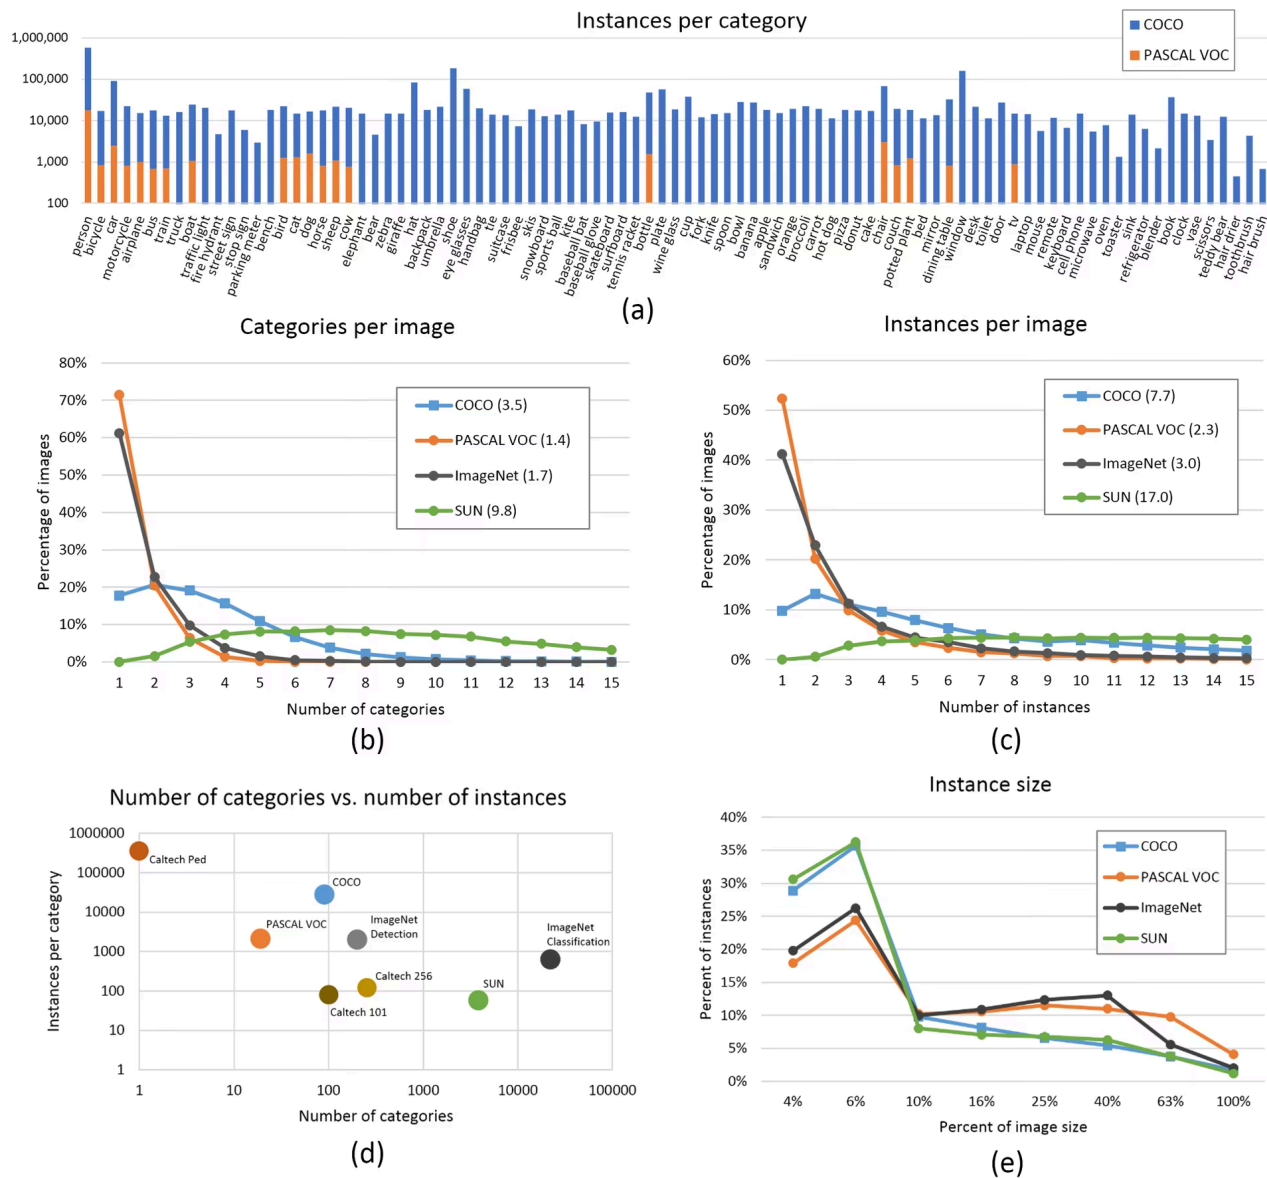 Instances per category
COCO
PASCAL VOC
1,000,000
100,000
10,000
1,000
100
person
bicycle
car
motorcycle
airplane
bus
train
truck
boat
traffic light
fire hydrant
street sign
stop sign
parking meter
bench
bird
cat
dog
horse
sheep
cow
elephant
bear
zebra
giraffe
hat
backpack
umbrella
shoe
eye glasses
handbag
tie
suitcase
frisbee
skis
snowboard
sports ball
kite
baseball bat
baseball glove
skateboard
surfboard
tennis racket
bottle
plate
wine glass
cup
fork
knife
spoon
bowl
banana
apple
sandwich
orange
broccoli
carrot
hot dog
pizza
donut
cake
chair
couch
potted plant
bed
mirror
dining table
window
desk
toilet
door
tv
laptop
mouse
remote
keyboard
cell phone
microwave
oven
toaster
sink
refrigerator
blender
book
clock
vase
scissors
teddy bear
hair drier
toothbrush
hair brush
(a)
Categories per image
80%
70%
60%
50%
40%
30%
20%
10%
0%
Percentage of images
COCO (3.5)
PASCAL VOC (1.4)
ImageNet (1.7)
SUN (9.8)
1 2 3 4 5 6 7 8 9 10 11 12 13 14 15
Number of categories
(b)
Instances per image
60%
50%
40%
30%
20%
10%
0%
Percentage of images
COCO (7.7)
PASCAL VOC (2.3)
ImageNet (3.0)
SUN (17.0)
1 2 3 4 5 6 7 8 9 10 11 12 13 14 15
Number of instances
(c)
Number of categories vs. number of instances
1000000
100000
10000
1000
100
10
1
Instances per category
Caltech Ped
COCO
PASCAL VOC
ImageNet
Detection
ImageNet
Classification
Caltech 256
Caltech 101
SUN
1 10 100 1000 10000 100000
Number of categories
(d)
Instance size
40%
35%
30%
25%
20%
15%
10%
5%
0%
Percent of instances
COCO
PASCAL VOC
ImageNet
SUN
4% 6% 10% 16% 25% 40% 63% 100%
Percent of image size
(e)